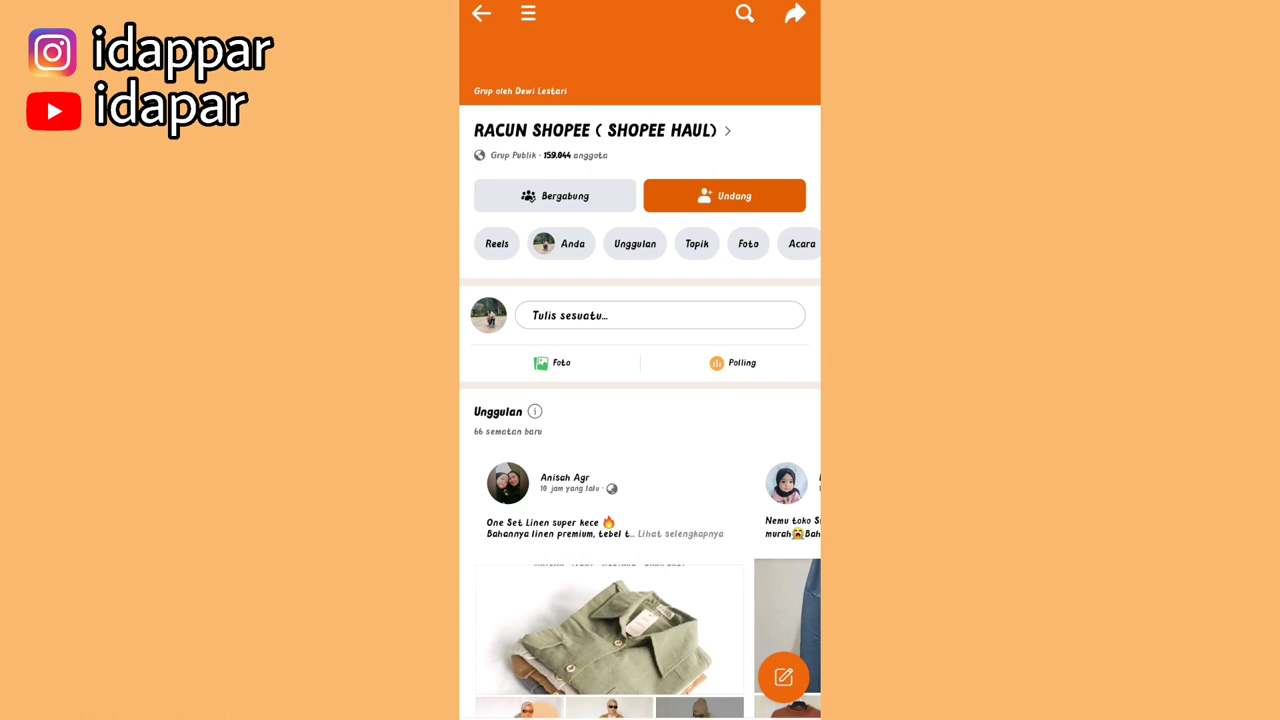 idappar
idapar
Grup oleh Dewi Lestari
RACUN SHOPEE ( SHOPEE HAUL)
Grup Publik · 159.044 anggota
Bergabung
Undang
Reels
Anda
Unggulan
Topik
Foto
Acara
Tulis sesuatu...
Foto
Polling
Unggulan
66 sematan baru
Anisah Agr
10 jam yang lalu ·
One Set Linen super kece 🔥
Bahannya linen premium, tebel t... Lihat selengkapnya
Nemu toko
murah😭Bah